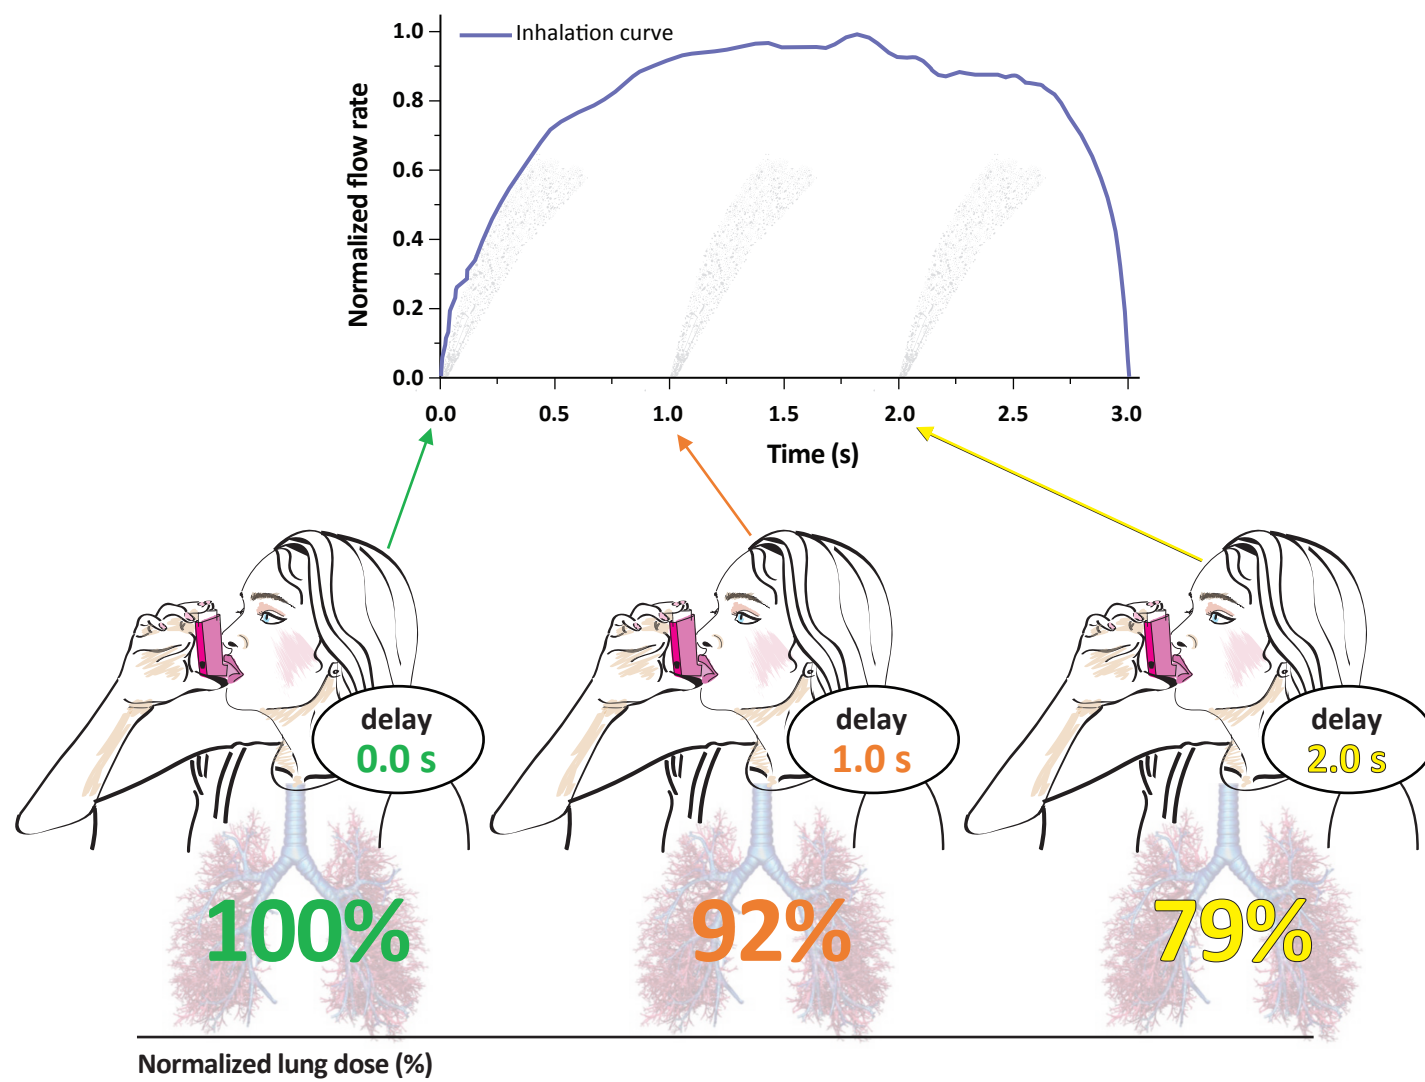 Inhalation curve
Normalized flow rate
1.0
0.8
0.6
0.4
0.2
0.0
0.0 0.5 1.0 1.5 2.0 2.5 3.0
Time (s)
delay
0.0 s
delay
1.0 s
delay
2.0 s
100% 92% 79%
Normalized lung dose (%)